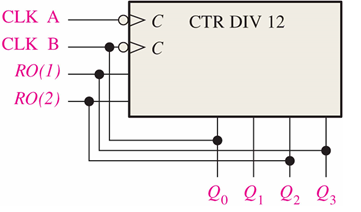 CLK A
C
CTR DIV 12
CLK B
C
RO(1)
RO(2)
Q0 Q1 Q2 Q3